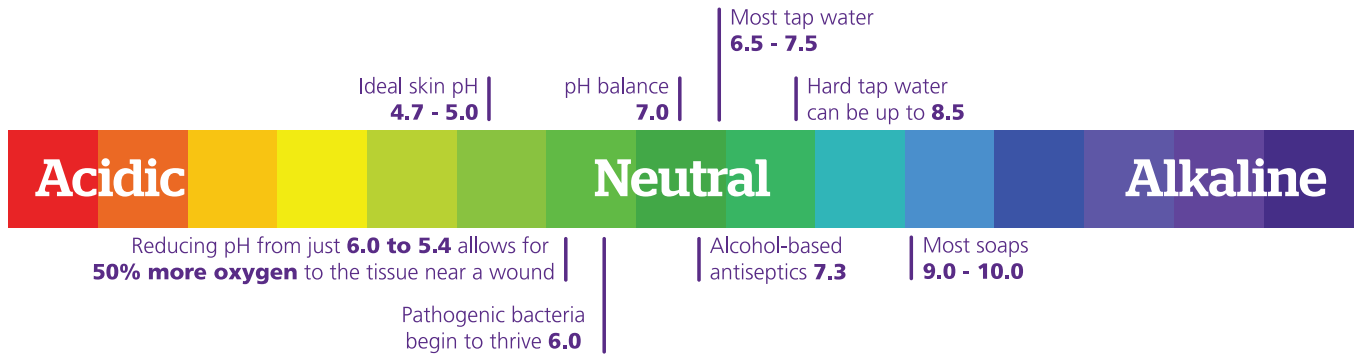 Most tap water
6.5 - 7.5
Ideal skin pH
4.7 - 5.0
pH balance
7.0
Hard tap water
can be up to 8.5
Acidic
Neutral
Alkaline
Reducing pH from just 6.0 to 5.4 allows for
50% more oxygen to the tissue near a wound
Alcohol-based
antiseptics 7.3
Most soaps
9.0 - 10.0
Pathogenic bacteria
begin to thrive 6.0